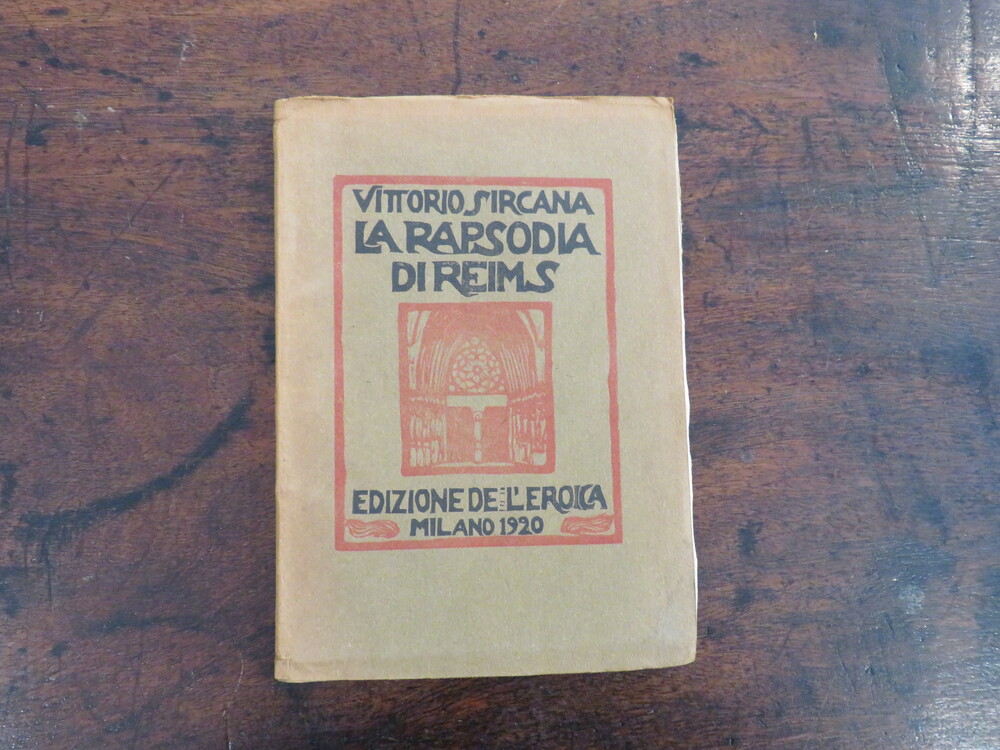 VITTORIO SIRCANA
LA RAPSODIA
DI REIMS
EDIZIONE DE L'EROICA
MILANO 1920